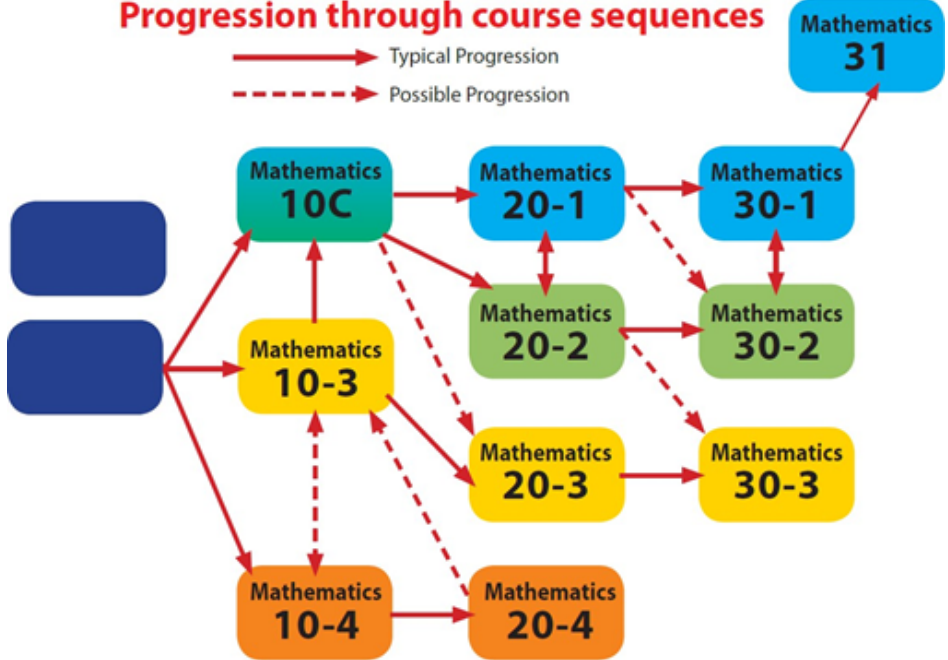 Progression through course sequences
Typical Progression
Possible Progression
Mathematics
31
Mathematics
10C
Mathematics
20-1
Mathematics
30-1
Mathematics
20-2
Mathematics
30-2
Mathematics
10-3
Mathematics
20-3
Mathematics
30-3
Mathematics
10-4
Mathematics
20-4